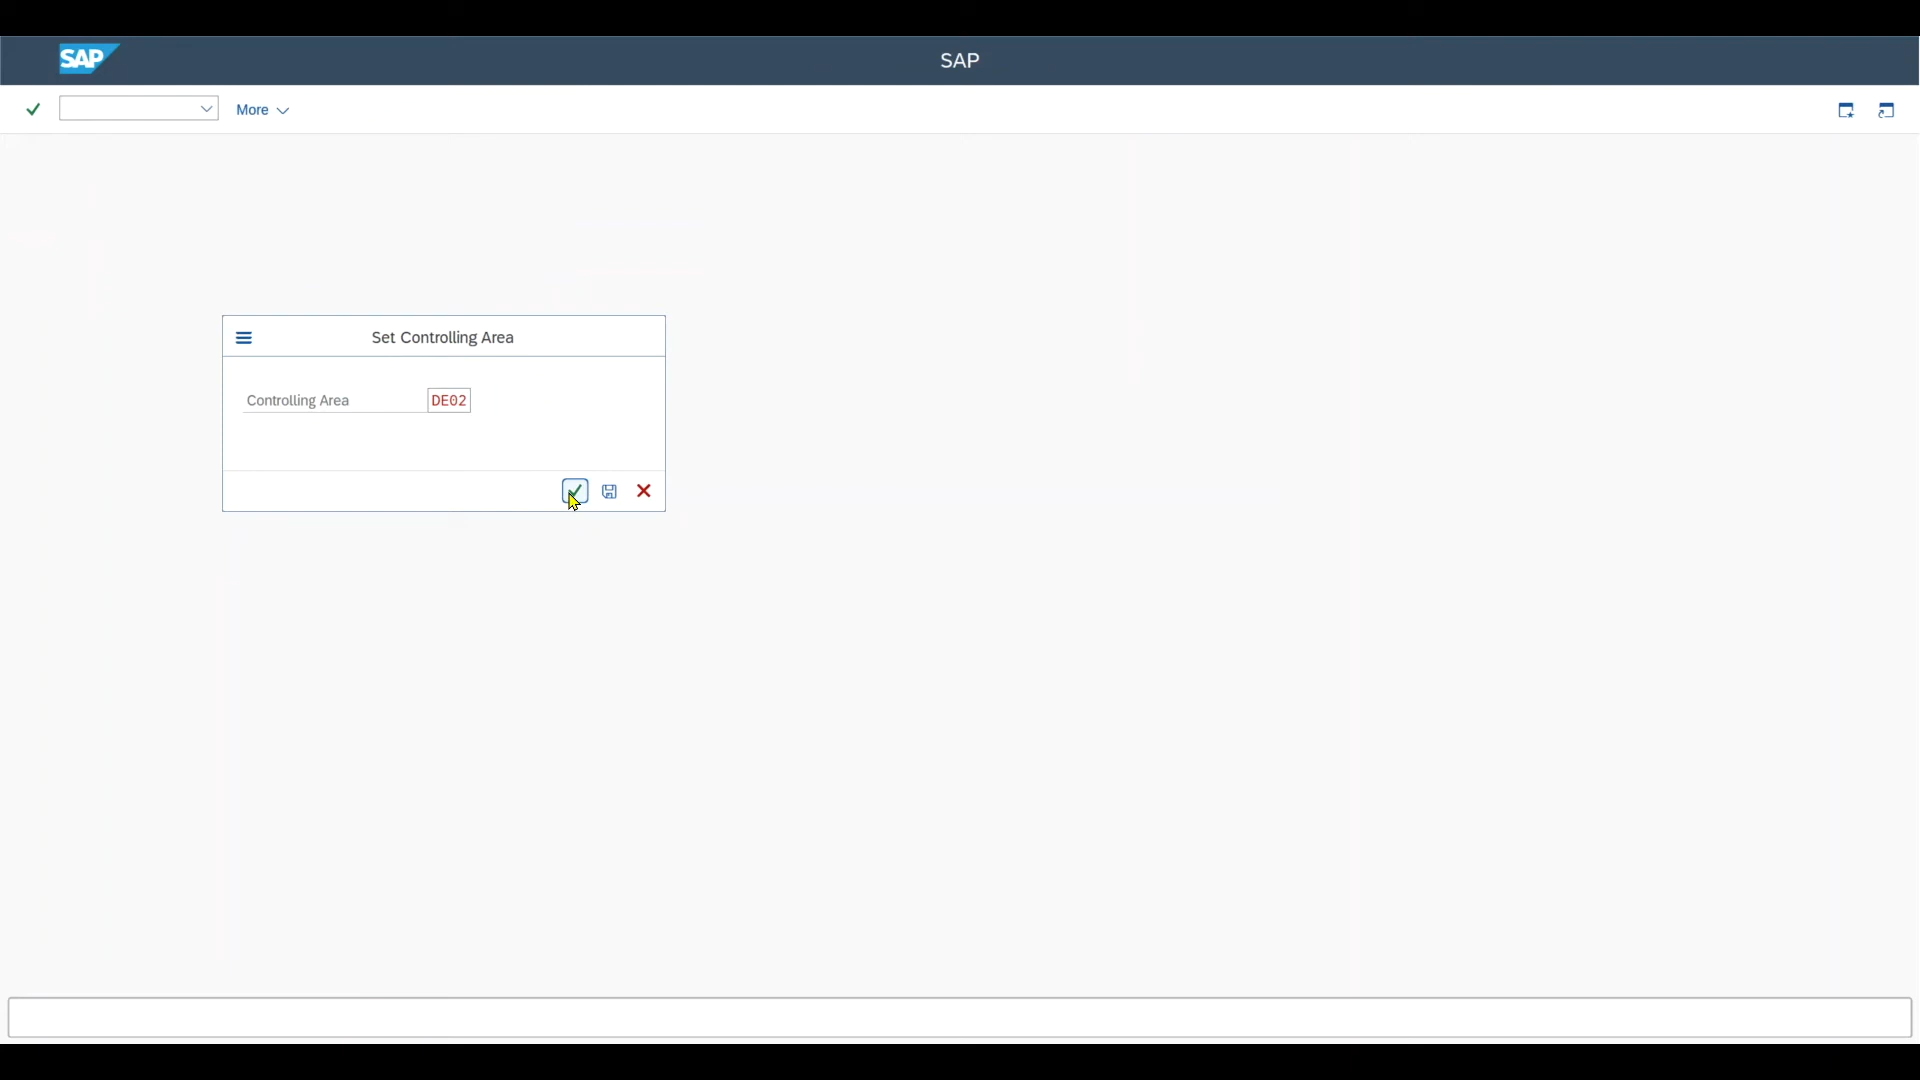 SAP
SAP
More
Set Controlling Area
Controlling Area DE02